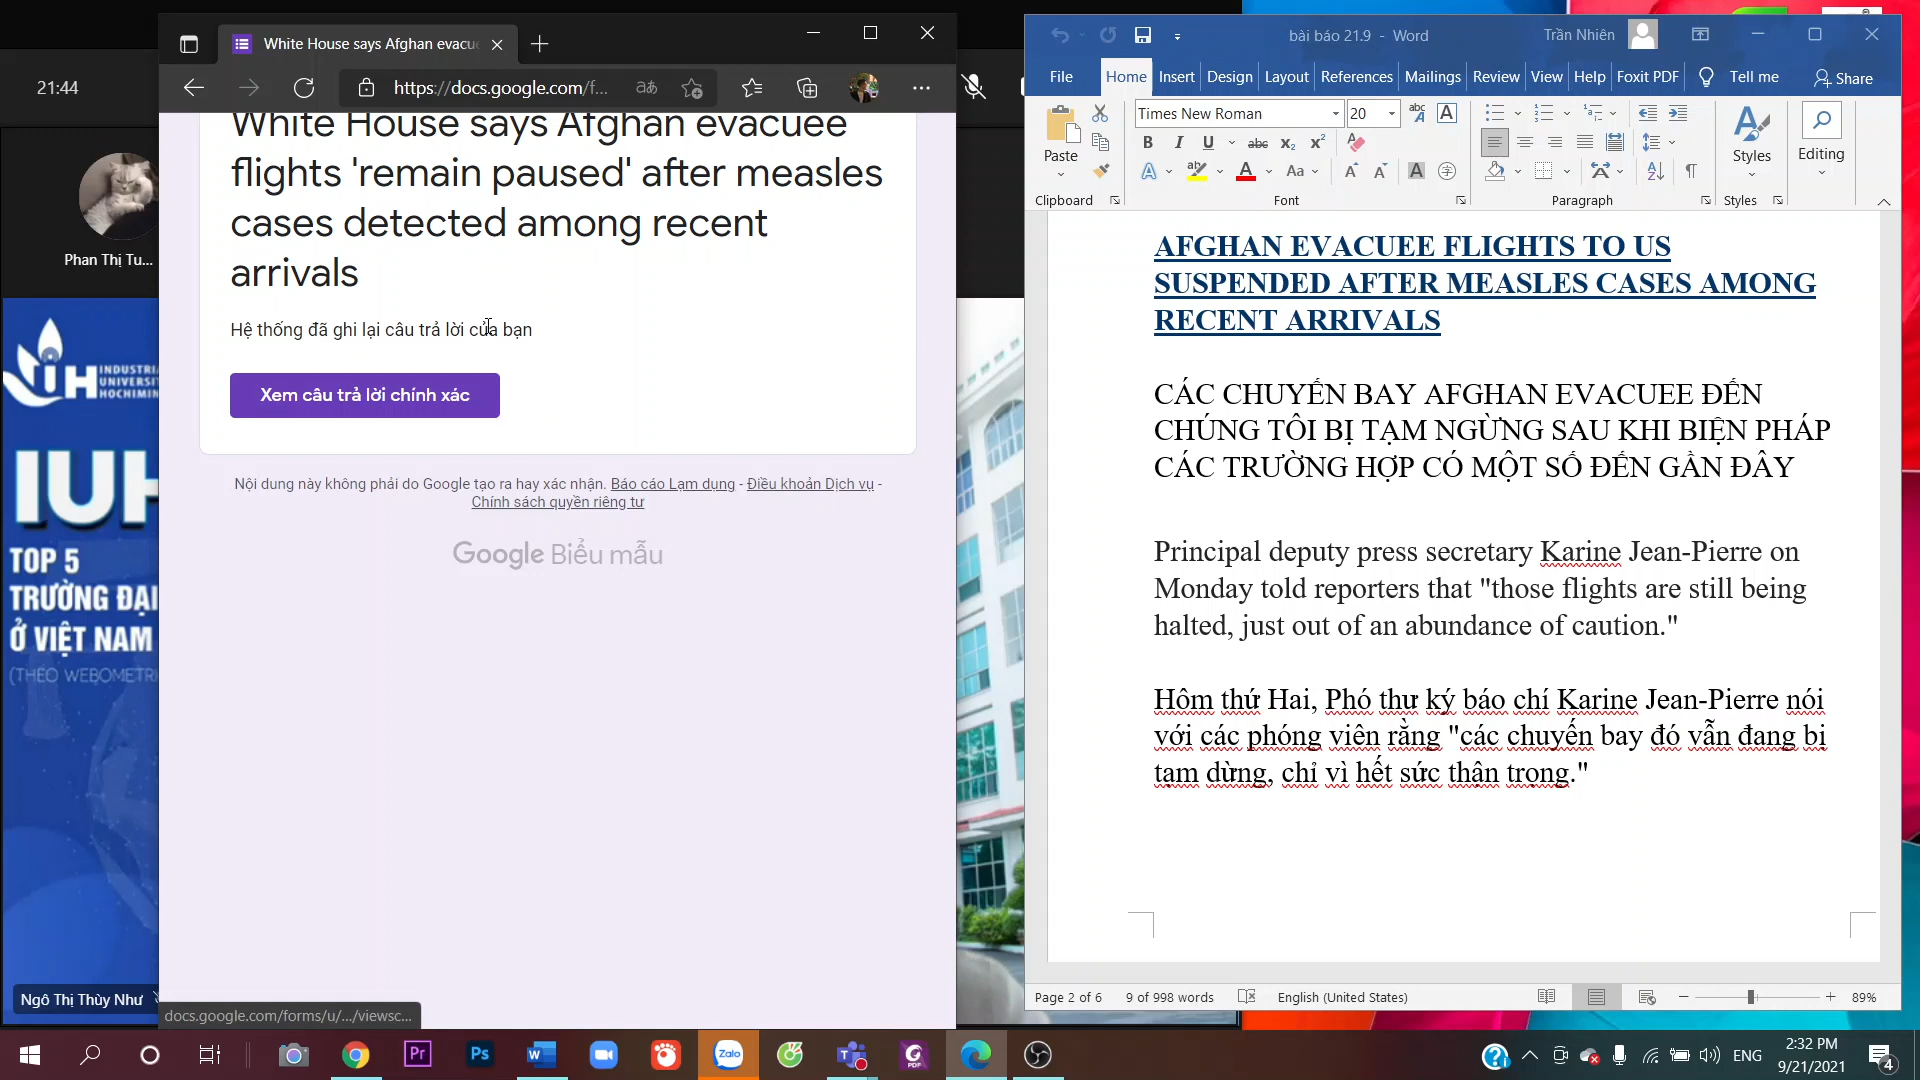 21:44
Phan Thị Tu...
INDUSTRIA
UNIVERSI
HOCHIMIN
IUH
TOP 5
TRƯỜNG ĐẠI
Ở VIỆT NAM
(THEO WEBOMETRI
Ngô Thị Thùy Như
White House says Afghan evacue
https://docs.google.com/f...
White House says Afghan evacuee
flights 'remain paused' after measles
cases detected among recent
arrivals
Hệ thống đã ghi lại câu trả lời của bạn
Xem câu trả lời chính xác
Nội dung này không phải do Google tạo ra hay xác nhận. Báo cáo Lạm dụng - Điều khoản Dịch vụ -
Chính sách quyền riêng tư
Google Biểu mẫu
docs.google.com/forms/u/.../viewsc...
bài báo 21.9 - Word
Trần Nhiên
File Home Insert Design Layout References Mailings Review View Help Foxit PDF Tell me Share
Paste
Times New Roman 20
Styles
Editing
Clipboard Font Paragraph Styles
AFGHAN EVACUEE FLIGHTS TO US
SUSPENDED AFTER MEASLES CASES AMONG
RECENT ARRIVALS
CÁC CHUYẾN BAY AFGHAN EVACUEE ĐẾN
CHÚNG TÔI BỊ TẠM NGỪNG SAU KHI BIỆN PHÁP
CÁC TRƯỜNG HỢP CÓ MỘT SỐ ĐẾN GẦN ĐÂY
Principal deputy press secretary Karine Jean-Pierre on
Monday told reporters that "those flights are still being
halted, just out of an abundance of caution."
Hôm thứ Hai, Phó thư ký báo chí Karine Jean-Pierre nói
với các phóng viên rằng "các chuyến bay đó vẫn đang bị
tạm dừng, chỉ vì hết sức thận trọng."
Page 2 of 6 9 of 998 words English (United States) 89%
Pr
Ps
Zalo
ENG
2:32 PM
9/21/2021
4